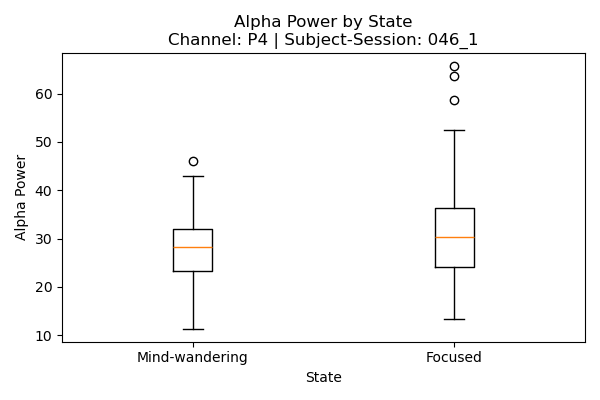 Alpha Power by State
Channel: P4 | Subject-Session: 046_1
Alpha Power
60
50
40
30
20
10
Mind-wandering
Focused
State